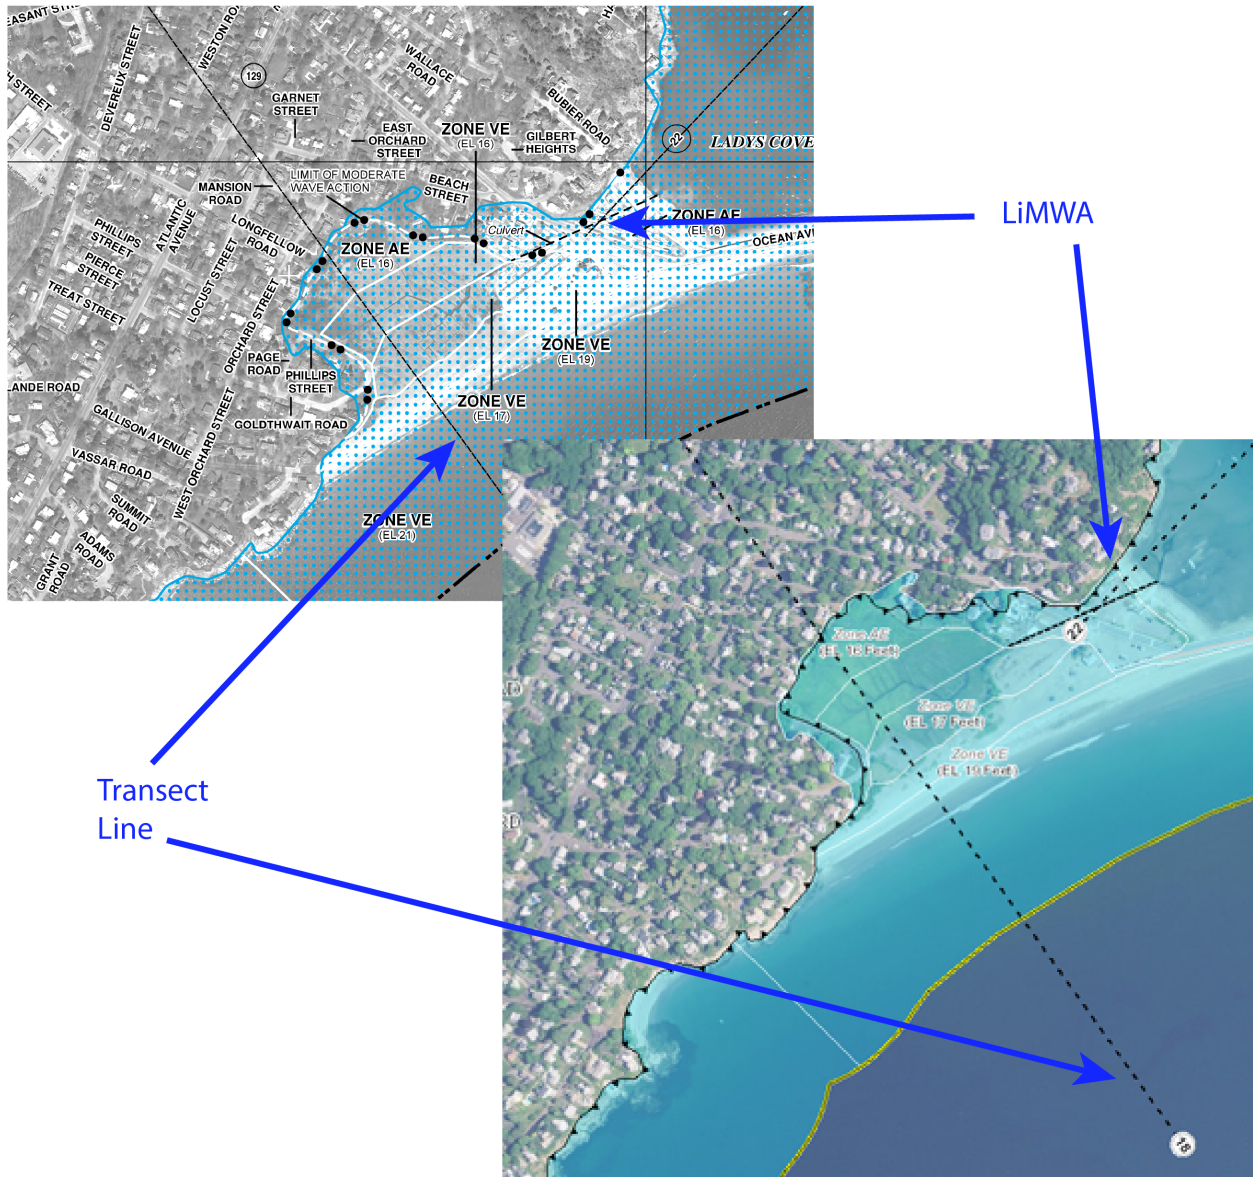 DEVEREUX STREET
WESTON
129
GARNET
STREET
EAST
ORCHARD
STREET
WALLACE
ROAD
BUBIER ROAD
ZONE VE
(EL 16)
GILBERT
HEIGHTS
22
LADYS COVE
MANSION
ROAD
LIMIT OF MODERATE
WAVE ACTION
BEACH
STREET
PHILLIPS
STREET
ATLANTIC
AVENUE
LONGFELLOW
ROAD
PIERCE
STREET
TREAT STREET
LOCUST STREET
ORCHARD STREET
ZONE AE
(EL 16)
Culvert
ZONE AE
(EL 16)
OCEAN AV
LiMWA
PAGE
ROAD
PHILLIPS
STREET
GOLDTHWAIT ROAD
ZONE VE
(EL 19)
ZONE VE
(EL 17)
LANDE ROAD
GALLISON AVENUE
VASSAR ROAD
WEST ORCHARD STREET
SUMMIT
ROAD
ADAMS
ROAD
GRANT
ROAD
ZONE VE
(EL 21)
Zone AE
(EL 16 Feet)
22
Zone VE
(EL 17 Feet)
Zone VE
(EL 19 Feet)
Transect
Line
18